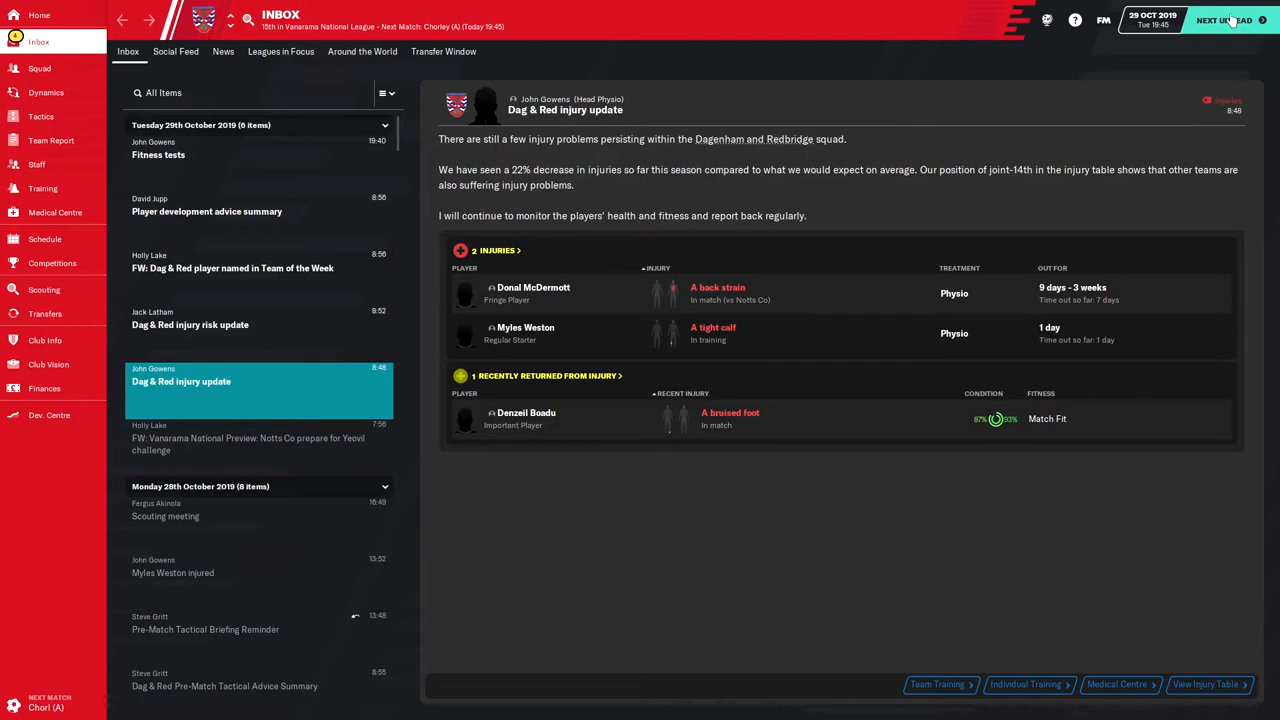 INBOX
15th in Vanarama National League - Next Match: Chorley (A) (Today 19:45)
FM
29 OCT 2019
Tue 19:45
Home
4
Inbox
Squad
Dynamics
Tactics
Team Report
Staff
Training
Medical Centre
Schedule
Competitions
Scouting
Transfers
Club Info
Club Vision
Finances
Dev. Centre
NEXT MATCH
Chorl (A)
Inbox Social Feed News Leagues in Focus Around the World Transfer Window
All Items
Tuesday 29th October 2019 (6 items)
John Gowens 19:40
Fitness tests
David Jupp 8:56
Player development advice summary
Holly Lake 8:56
FW: Dag & Red player named in Team of the Week
Jack Latham 8:52
Dag & Red injury risk update
John Gowens 8:48
Dag & Red injury update
Holly Lake 7:56
FW: Vanarama National Preview: Notts Co prepare for Yeovil
challenge
Monday 28th October 2019 (8 items)
Fergus Akinola 16:49
Scouting meeting
John Gowens 13:52
Myles Weston injured
Steve Gritt 13:48
Pre-Match Tactical Briefing Reminder
Steve Gritt 8:55
Dag & Red Pre-Match Tactical Advice Summary
John Gowens (Head Physio)
Dag & Red injury update
Injuries
8:48
There are still a few injury problems persisting within the Dagenham and Redbridge squad.
We have seen a 22% decrease in injuries so far this season compared to what we would expect on average. Our position of joint-14th in the injury table shows that other teams are
also suffering injury problems.
I will continue to monitor the players' health and fitness and report back regularly.
2 INJURIES >
PLAYER INJURY TREATMENT OUT FOR
Donal McDermott A back strain Physio 9 days - 3 weeks
Fringe Player In match (vs Notts Co) Time out so far: 7 days
Myles Weston A tight calf Physio 1 day
Regular Starter In training Time out so far: 1 day
1 RECENTLY RETURNED FROM INJURY >
PLAYER RECENT INJURY CONDITION FITNESS
Denzeil Boadu A bruised foot 87% 93% Match Fit
Important Player In match
Team Training > Individual Training > Medical Centre > View Injury Table >